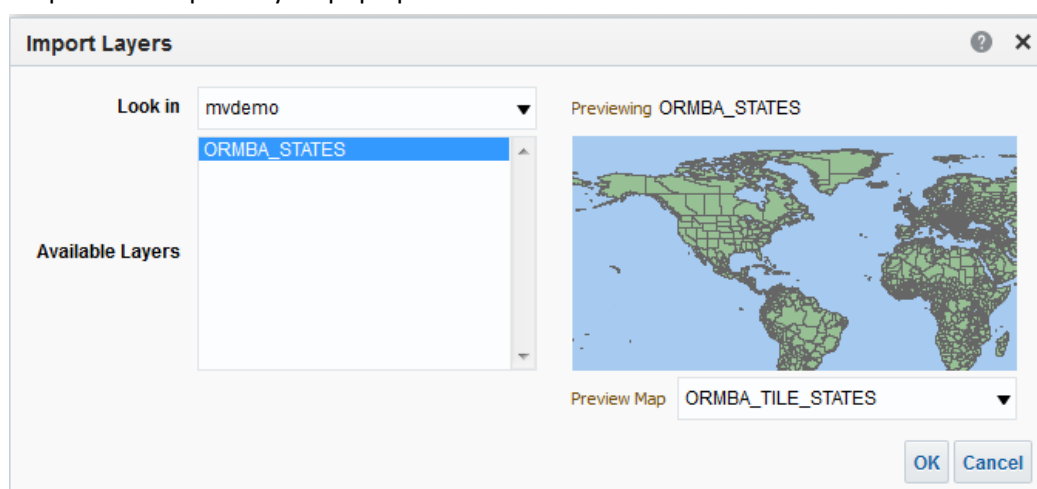 Import Layers
Look in mvdemo
Previewing ORMBA_STATES
ORMBA_STATES
Available Layers
Preview Map ORMBA_TILE_STATES
OK Cancel